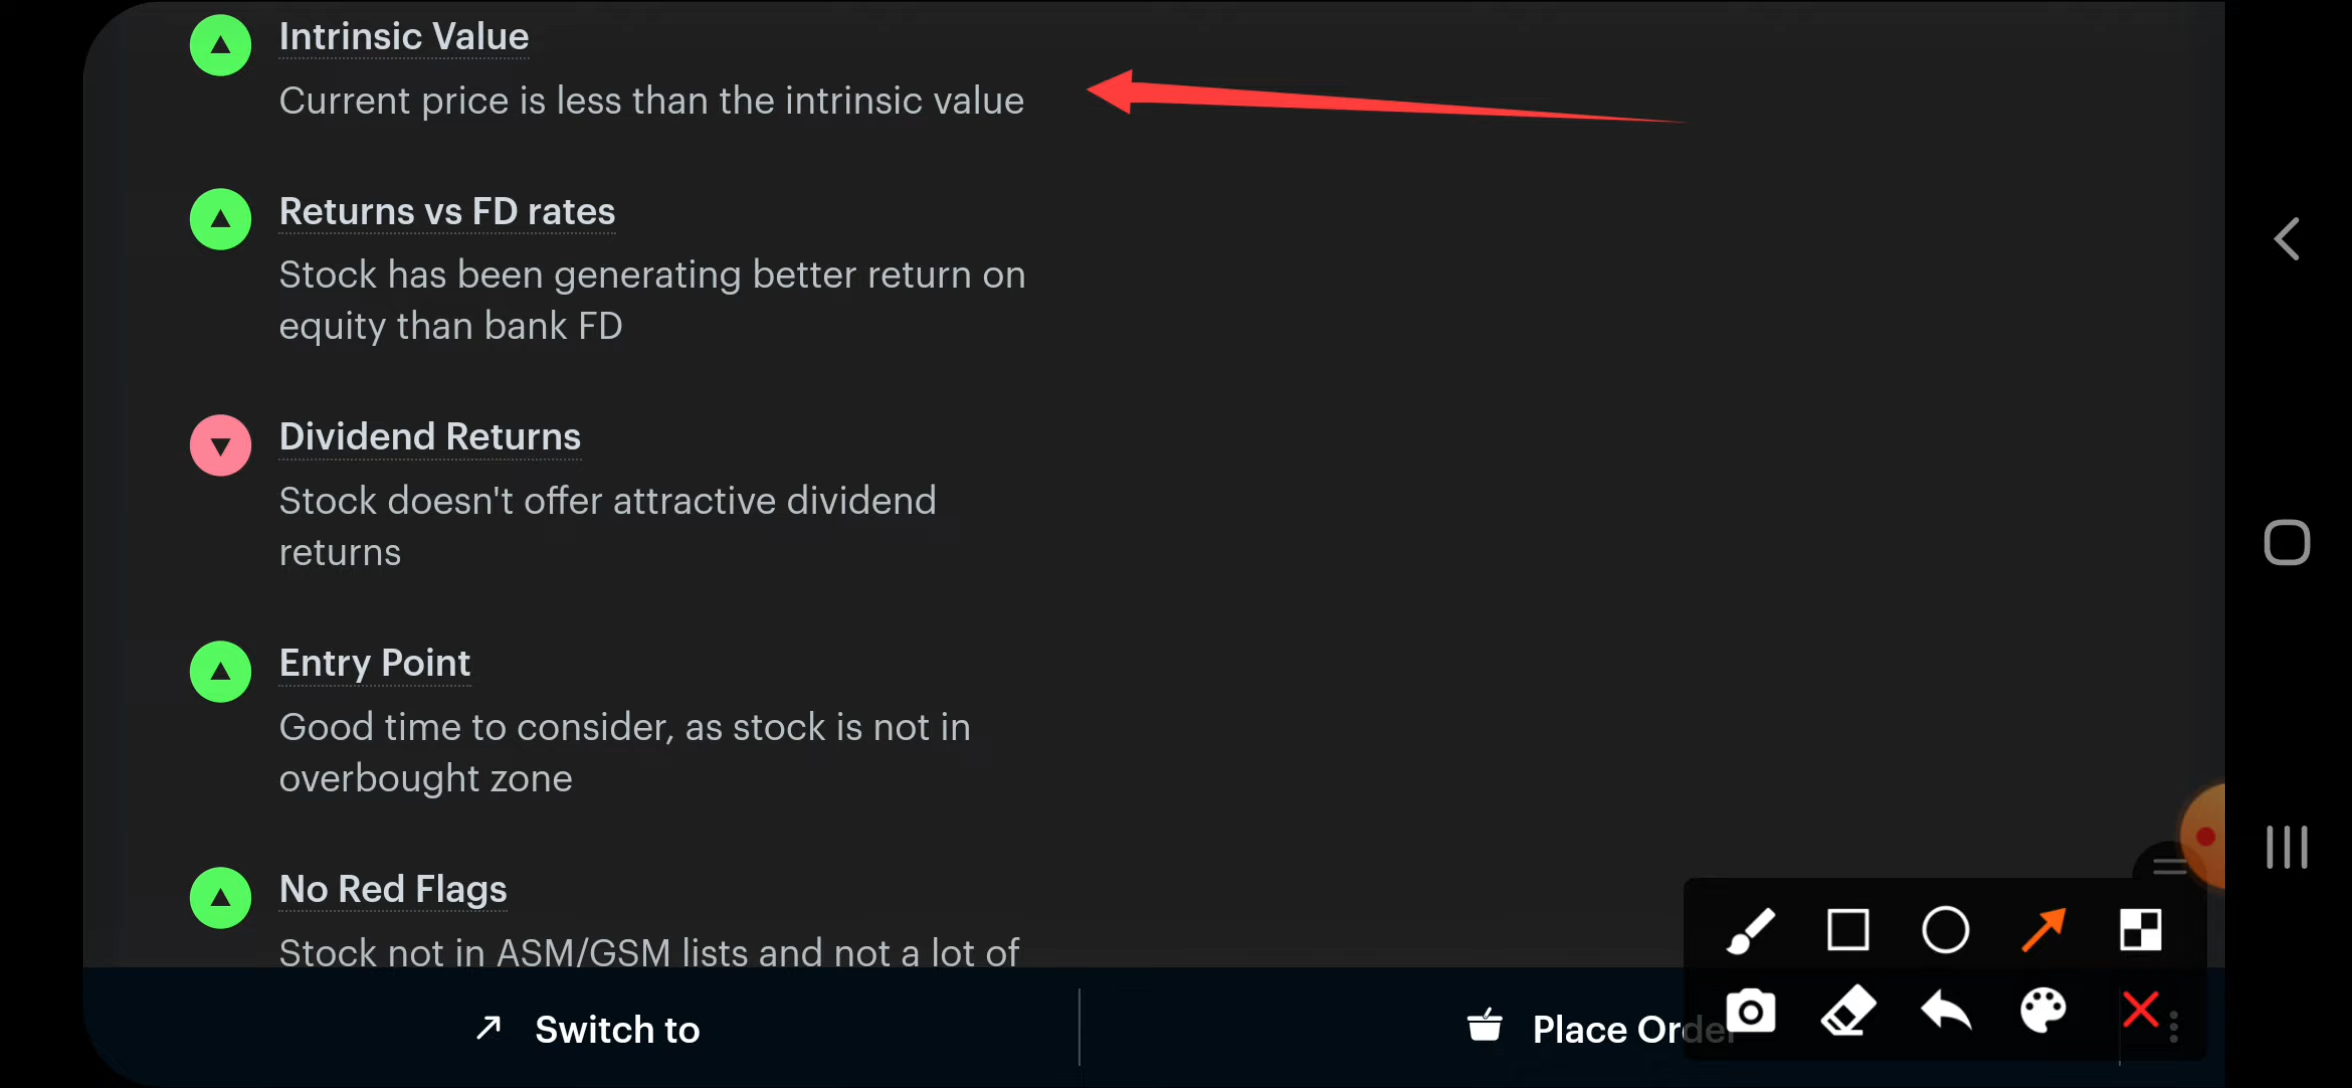 Intrinsic Value
Current price is less than the intrinsic value
Returns vs FD rates
Stock has been generating better return on
equity than bank FD
Dividend Returns
Stock doesn't offer attractive dividend
returns
Entry Point
Good time to consider, as stock is not in
overbought zone
No Red Flags
Stock not in ASM/GSM lists and not a lot of
Switch to
Place Order